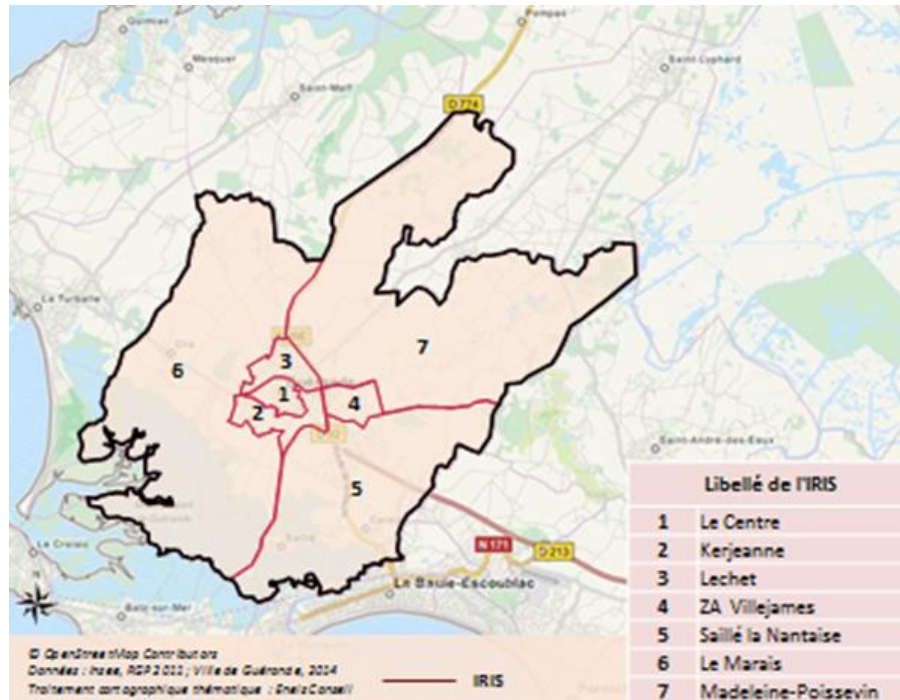 Quimiac
Pompas
Mesquer
Saint-Molf
Saint-Lyphard
D 774
La Turballe
7
3
6
1
4
2
Saint-André-des-Eaux
5
Saillé
Le Croisic
N 171
D 213
La Baule-Escoublac
Batz-sur-Mer
Libellé de l'IRIS
1 Le Centre
2 Kerjeanne
3 Lechet
4 ZA Villejames
5 Saillé la Nantaise
6 Le Marais
7 Madeleine-Poissevin
© OpenStreetMap Contributors
Données : Insee, RGP 2011 ; Ville de Guérande, 2014
Traitement cartographique thématique : EneisConseil
IRIS